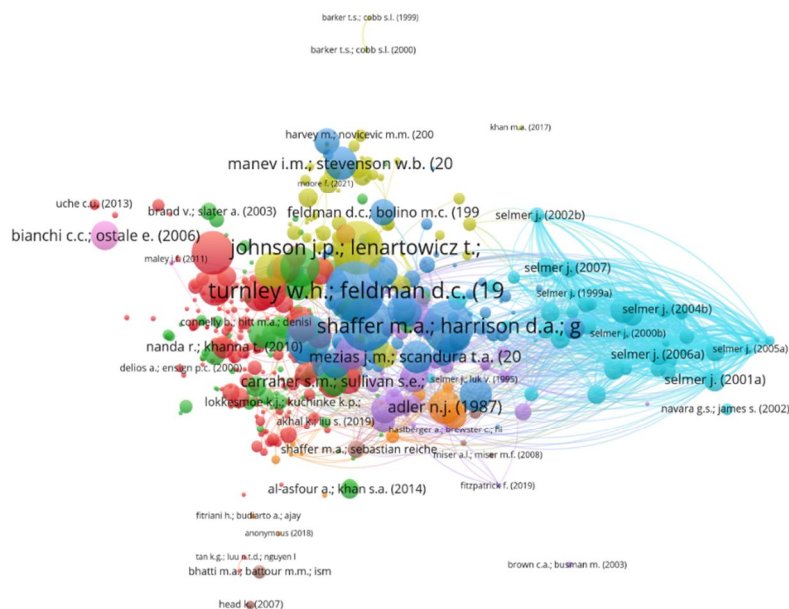 barker t.s.; cobb s.l. (1999)
barker t.s.; cobb s.l. (2000)
khan m.a. (2017)
harvey m.; novicevic m.m. (200
manev i.m.; stevenson w.b. (20
moore f. (2021)
uche c.u. (2013)
brand v.; slater a. (2003)
feldman d.c.; bolino m.c. (199
selmer j. (2002b)
bianchi c.c.; ostale e. (2006)
johnson j.p.; lenartowicz t.;
maley j.f. (2011)
selmer j. (2007)
turnley w.h.; feldman d.c. (19
selmer j. (1999a)
selmer j. (2004b)
connelly b.; hitt m.a.; denisi
shaffer m.a.; harrison d.a.; g
selmer j. (2000b)
nanda r.; khanna t. (2010)
mezias j.m.; scandura t.a. (20
selmer j. (2006a)
selmer j. (2005a)
delios a.; ensign p.c. (2000)
carraher s.m.; sullivan s.e.;
selmer j.; luk v. (1995)
selmer j. (2001a)
lokkesmoe k.j.; kuchinke k.p.;
adler n.j. (1987)
navara g.s.; james s. (2002)
akhal k.; liu s. (2019)
haslberger a.; brewster c.; hi
shaffer m.a.; sebastian reiche
miser a.l.; miser m.f. (2008)
al-asfour a.; khan s.a. (2014)
fitzpatrick f. (2019)
fitriani h.; budiarto a.; ajay
anonymous (2018)
tan k.g.; luu n.t.d.; nguyen l
bhatti m.a.; battour m.m.; ism
brown c.a.; busman m. (2003)
head k. (2007)